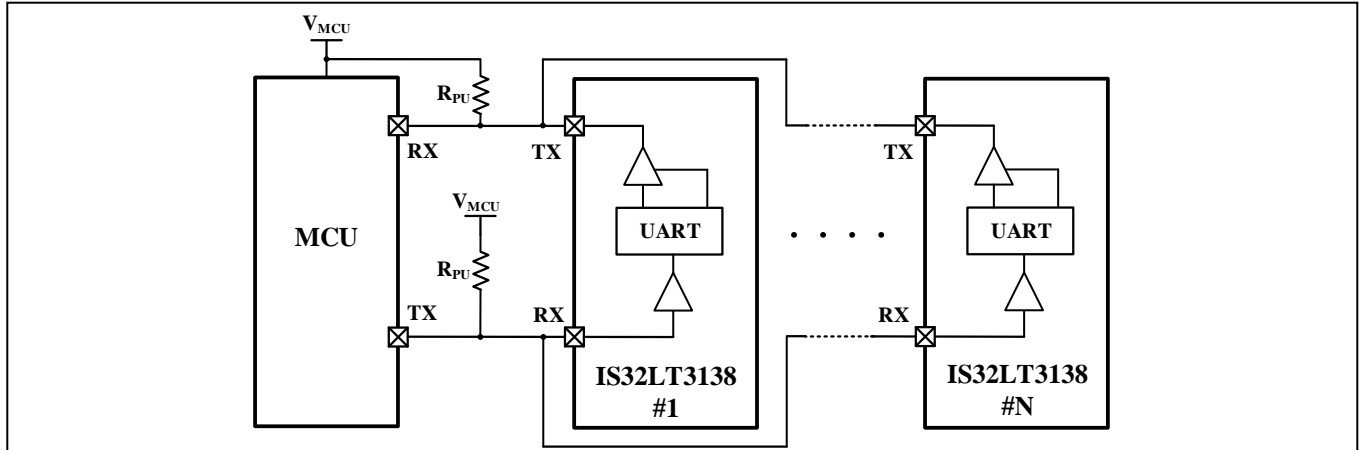 VMCU
RPU
RX
TX
TX
VMCU
MCU
UART
. . . .
UART
RPU
TX
RX
RX
IS32LT3138
#1
IS32LT3138
#N